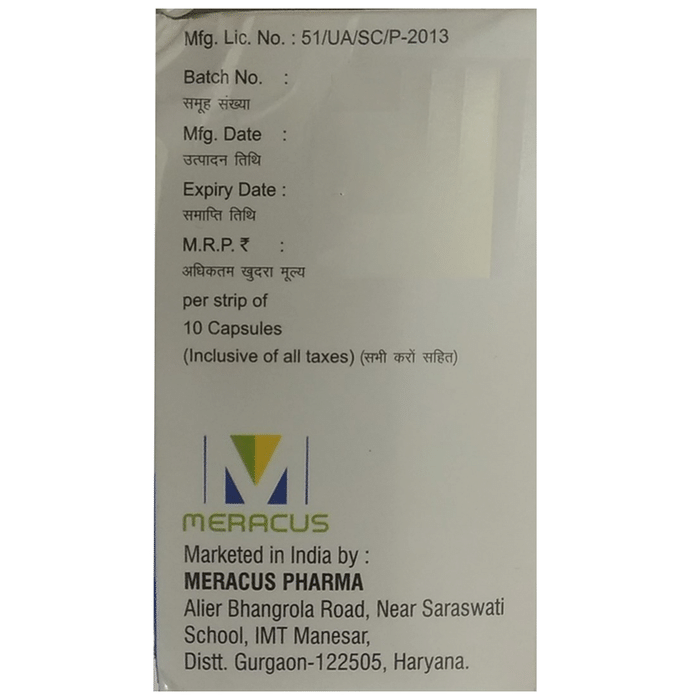 Mfg. Lic. No. : 51/UA/SC/P-2013
Batch No. :
समूह संख्या
Mfg. Date :
उत्पादन तिथि
Expiry Date :
समाप्ति तिथि
M.R.P. ₹ :
अधिकतम खुदरा मूल्य
per strip of
10 Capsules
(Inclusive of all taxes) (सभी करों सहित)
MERACUS
Marketed in India by :
MERACUS PHARMA
Alier Bhangrola Road, Near Saraswati
School, IMT Manesar,
Distt. Gurgaon-122505, Haryana.